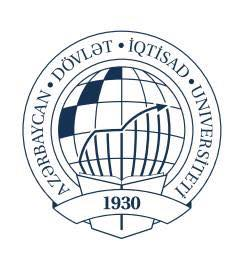 AZƏRBAYCAN • DÖVLƏT • İQTİSAD • UNİVERSİTETİ
1930